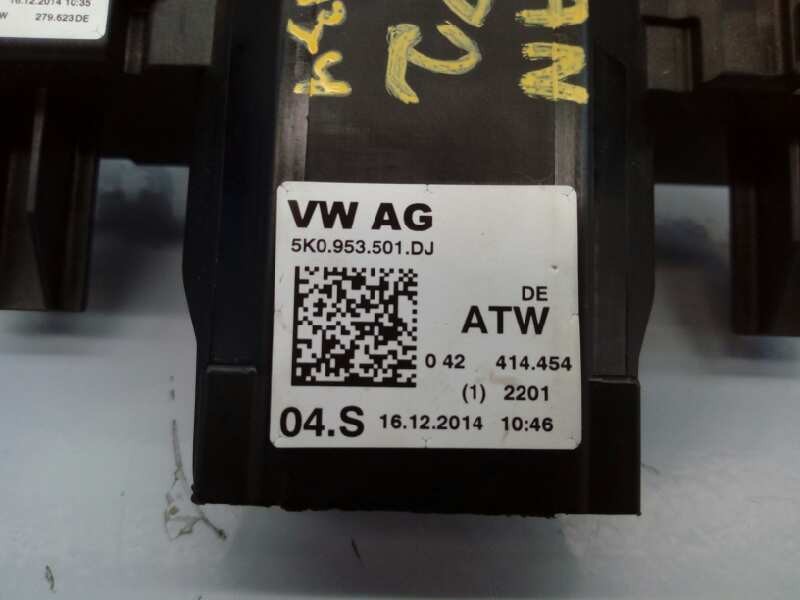 16.12.2014 10:35
W 279.623DE
VW AG
5K0.953.501.DJ
DE
ATW
0 42 414.454
(1) 2201
04.S 16.12.2014 10:46